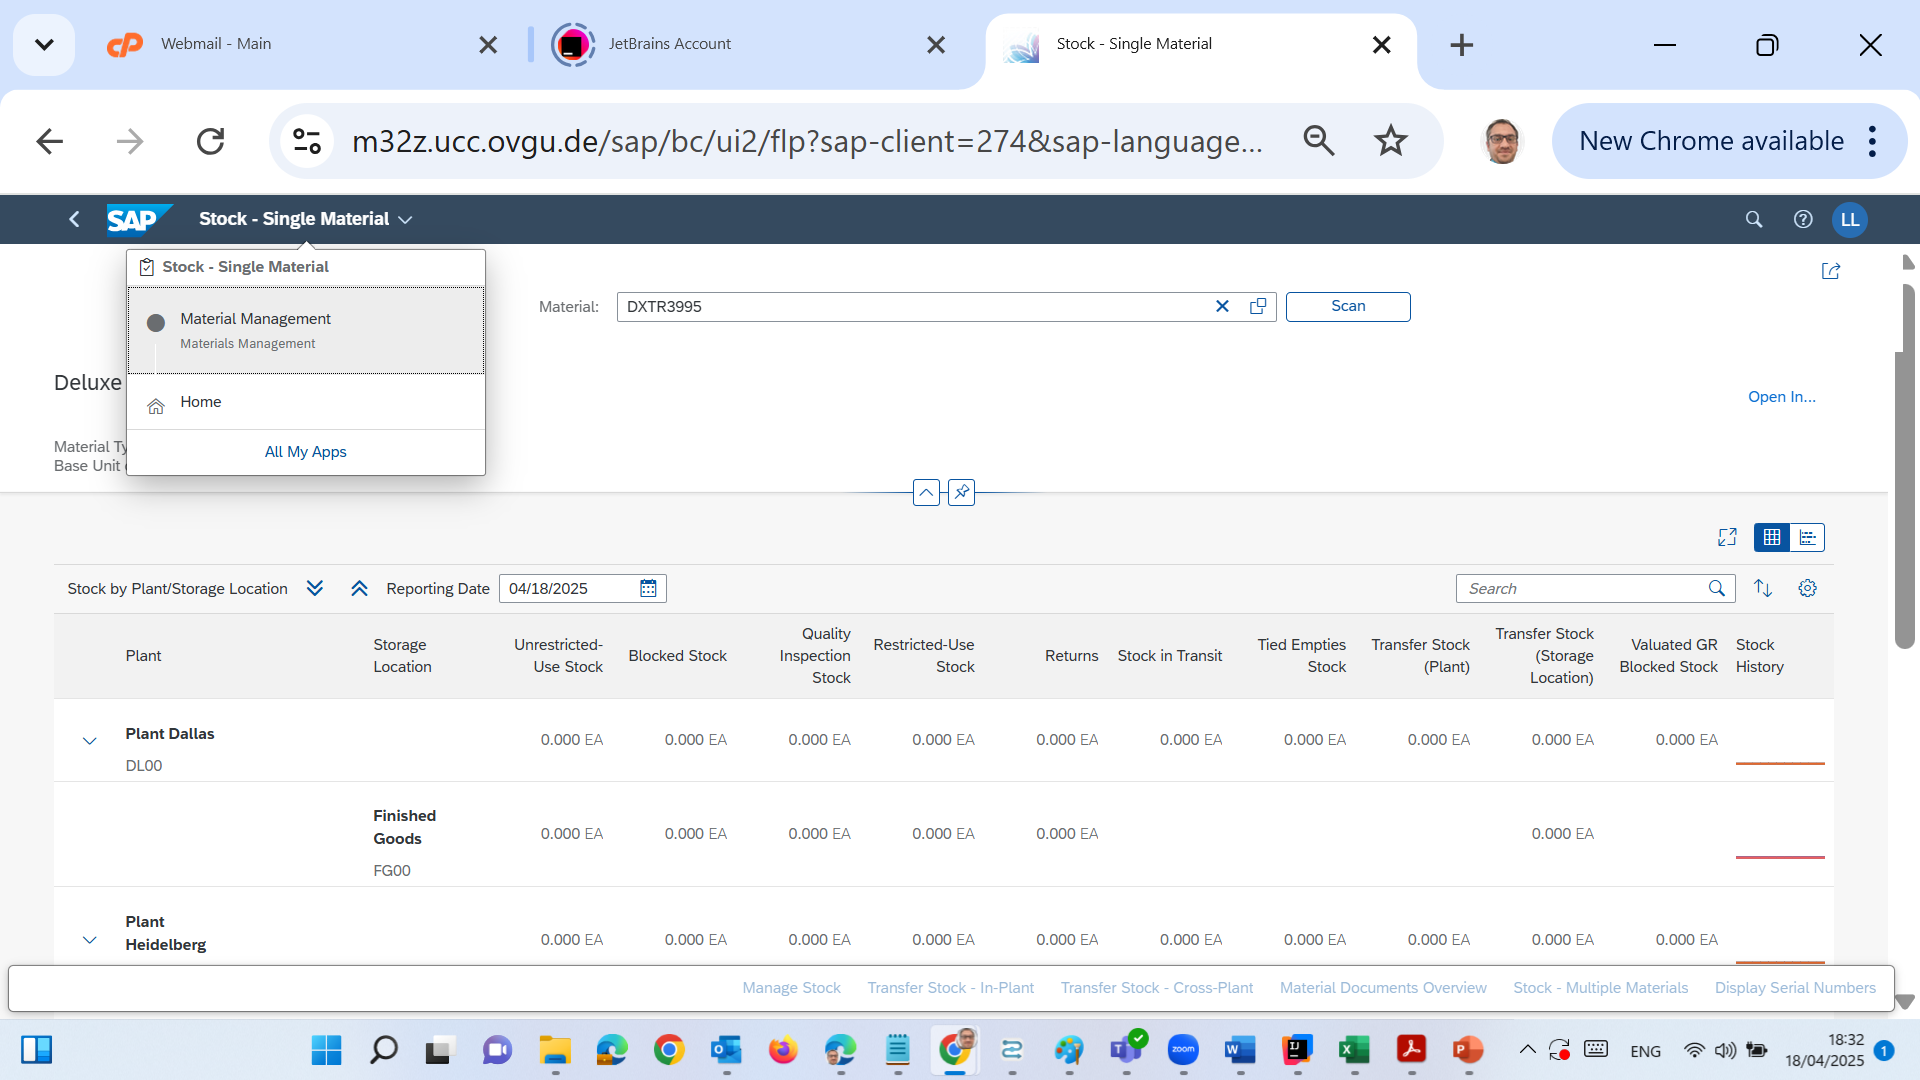 Webmail - Main
JetBrains Account
Stock - Single Material
m32z.ucc.ovgu.de/sap/bc/ui2/flp?sap-client=274&sap-language...
New Chrome available
SAP
Stock - Single Material
LL
Stock - Single Material
Material Management
Materials Management
Home
All My Apps
Material:
DXTR3995
Scan
Deluxe
Open In...
Material Ty
Base Unit
Stock by Plant/Storage Location
Reporting Date
04/18/2025
Search
Plant
Storage Location
Unrestricted-Use Stock
Blocked Stock
Quality Inspection Stock
Restricted-Use Stock
Returns
Stock in Transit
Tied Empties Stock
Transfer Stock (Plant)
Transfer Stock (Storage Location)
Valuated GR Blocked Stock
Stock History
Plant Dallas
DL00
0.000 EA 0.000 EA 0.000 EA 0.000 EA 0.000 EA 0.000 EA 0.000 EA 0.000 EA 0.000 EA 0.000 EA
Finished Goods
FG00
0.000 EA 0.000 EA 0.000 EA 0.000 EA 0.000 EA 0.000 EA
Plant Heidelberg
0.000 EA 0.000 EA 0.000 EA 0.000 EA 0.000 EA 0.000 EA 0.000 EA 0.000 EA 0.000 EA 0.000 EA
Manage Stock
Transfer Stock - In-Plant
Transfer Stock - Cross-Plant
Material Documents Overview
Stock - Multiple Materials
Display Serial Numbers
zoom
ENG
18:32
18/04/2025
1